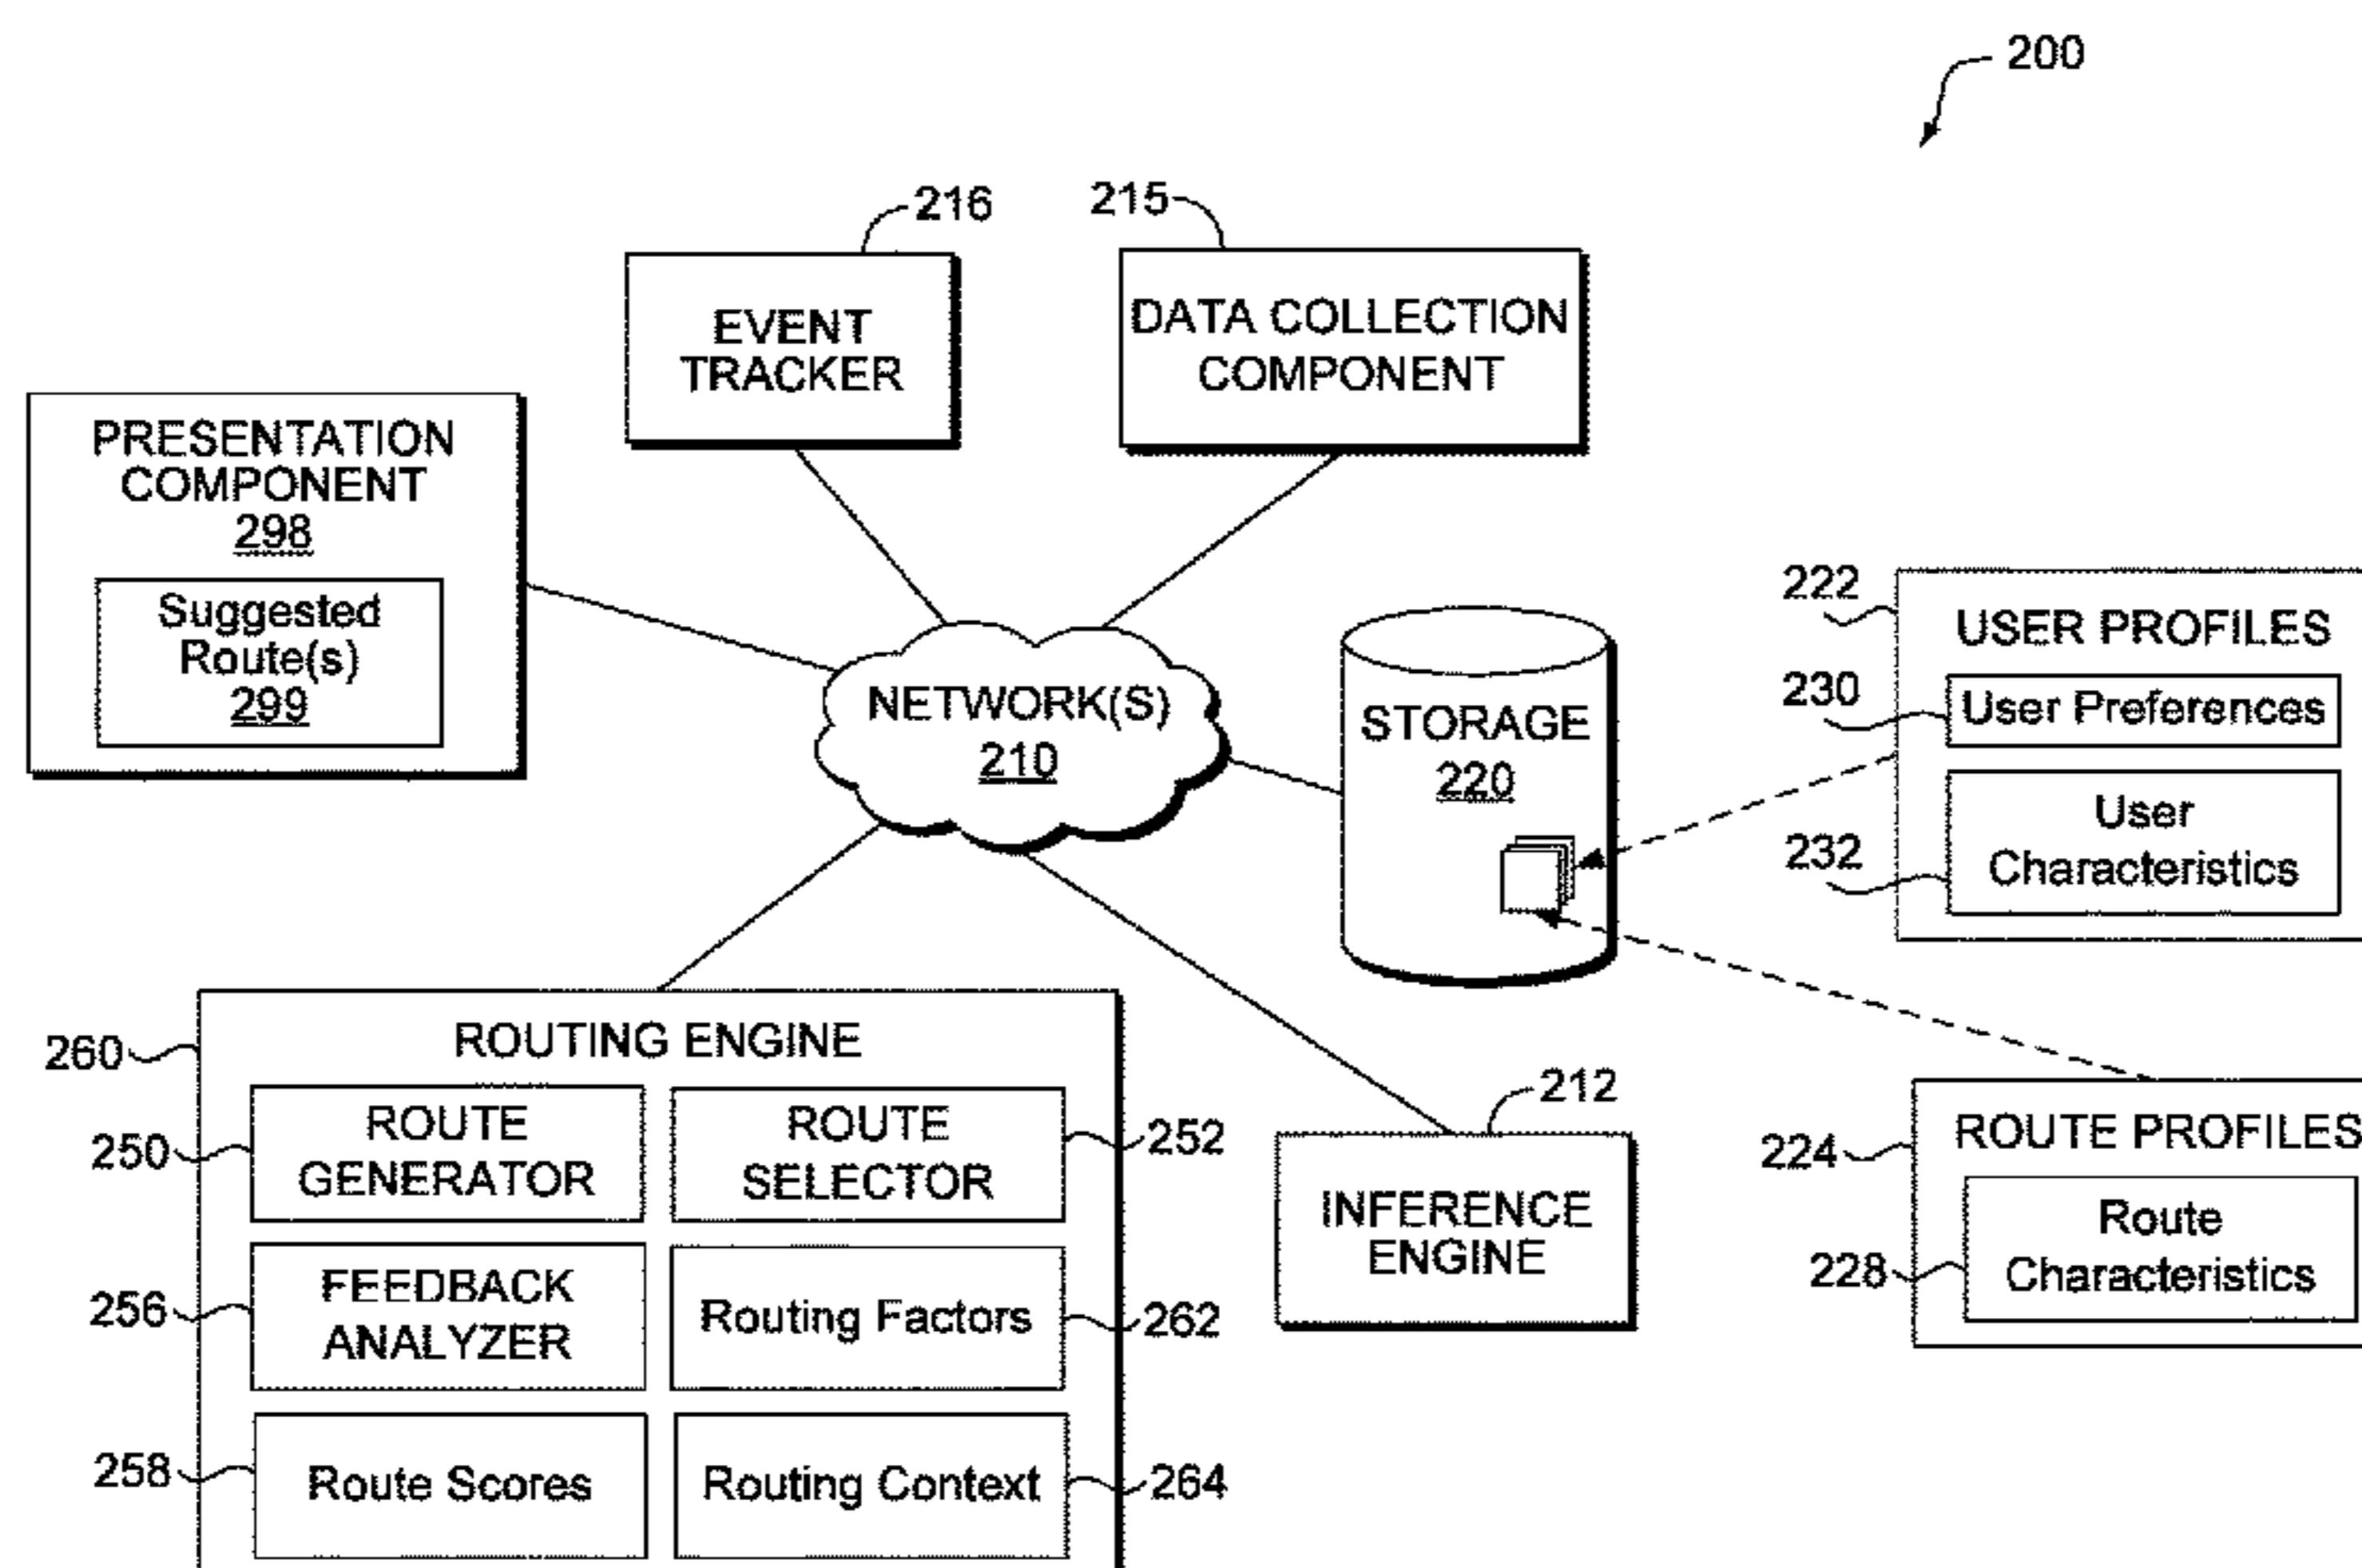 200
216
215
EVENT
TRACKER
DATA COLLECTION
COMPONENT
PRESENTATION
COMPONENT
298
Suggested
Route(s)
299
NETWORK(S)
210
STORAGE
220
222
USER PROFILES
230
User Preferences
232
User
Characteristics
260
ROUTING ENGINE
250
ROUTE
GENERATOR
ROUTE
SELECTOR
252
256
FEEDBACK
ANALYZER
Routing Factors
262
258
Route Scores
Routing Context
264
212
INFERENCE
ENGINE
224
ROUTE PROFILES
228
Route
Characteristics